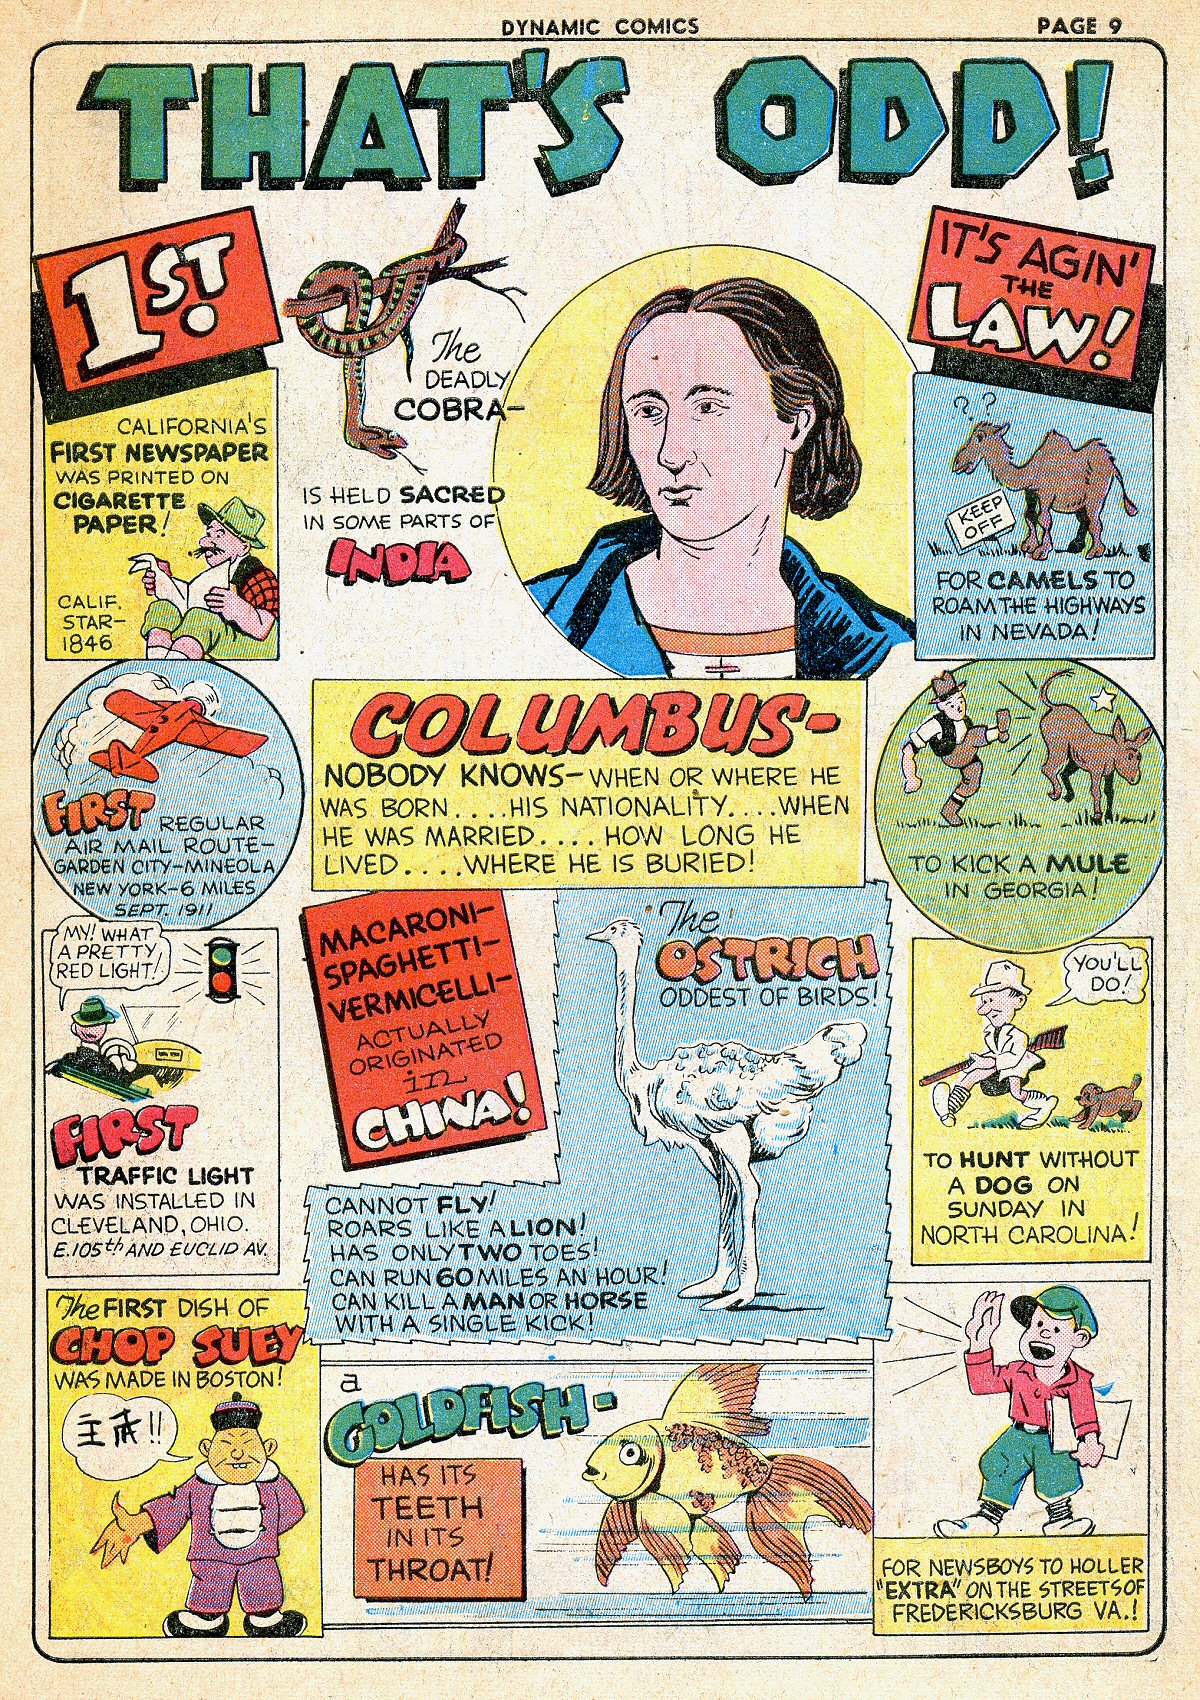 DYNAMIC COMICS
PAGE 9
THAT'S ODD!
1ST!
CALIFORNIA'S
FIRST NEWSPAPER
WAS PRINTED ON
CIGARETTE
PAPER!
CALIF.
STAR-
1846
The
DEADLY
COBRA-
IS HELD SACRED
IN SOME PARTS OF
INDIA
IT'S AGIN'
THE
LAW!
? ?
KEEP
OFF
FOR CAMELS TO
ROAM THE HIGHWAYS
IN NEVADA!
FIRST REGULAR
AIR MAIL ROUTE-
GARDEN CITY-MINEOLA
NEW YORK-6 MILES
SEPT. 1911
COLUMBUS-
NOBODY KNOWS- WHEN OR WHERE HE
WAS BORN....HIS NATIONALITY....WHEN
HE WAS MARRIED....HOW LONG HE
LIVED....WHERE HE IS BURIED!
TO KICK A MULE
IN GEORGIA!
MY! WHAT
A PRETTY
RED LIGHT!
FIRST
TRAFFIC LIGHT
WAS INSTALLED IN
CLEVELAND, OHIO.
E. 105th AND EUCLID AV.
MACARONI-
SPAGHETTI-
VERMICELLI-
ACTUALLY
ORIGINATED
in
CHINA!
The
OSTRICH
ODDEST OF BIRDS!
CANNOT FLY!
ROARS LIKE A LION!
HAS ONLY TWO TOES!
CAN RUN 60 MILES AN HOUR!
CAN KILL A MAN OR HORSE
WITH A SINGLE KICK!
YOU'LL
DO!
TO HUNT WITHOUT
A DOG ON
SUNDAY IN
NORTH CAROLINA!
The FIRST DISH OF
CHOP SUEY
WAS MADE IN BOSTON!
a
GOLDFISH-
HAS ITS
TEETH
IN ITS
THROAT!
FOR NEWSBOYS TO HOLLER
"EXTRA" ON THE STREETS OF
FREDERICKSBURG VA.!